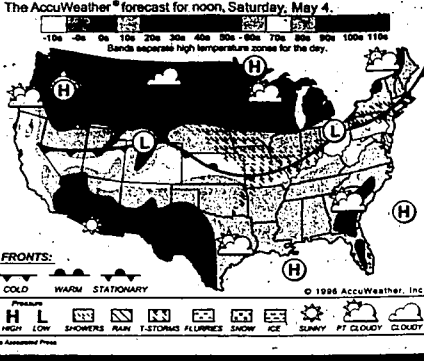 The AccuWeather® forecast for noon, Saturday, May 4.
-10s -0s 0s 10s 20s 30s 40s 50s 60s 70s 80s 90s 100s 110s
Bands separate high temperature zones for the day.
H
H
L
L
H
H
FRONTS:
COLD WARM STATIONARY
© 1996 AccuWeather, Inc
Pressure
H L
HIGH LOW SHOWERS RAIN T-STORMS FLURRIES SNOW ICE SUNNY PT CLOUDY CLOUDY
Associated Press